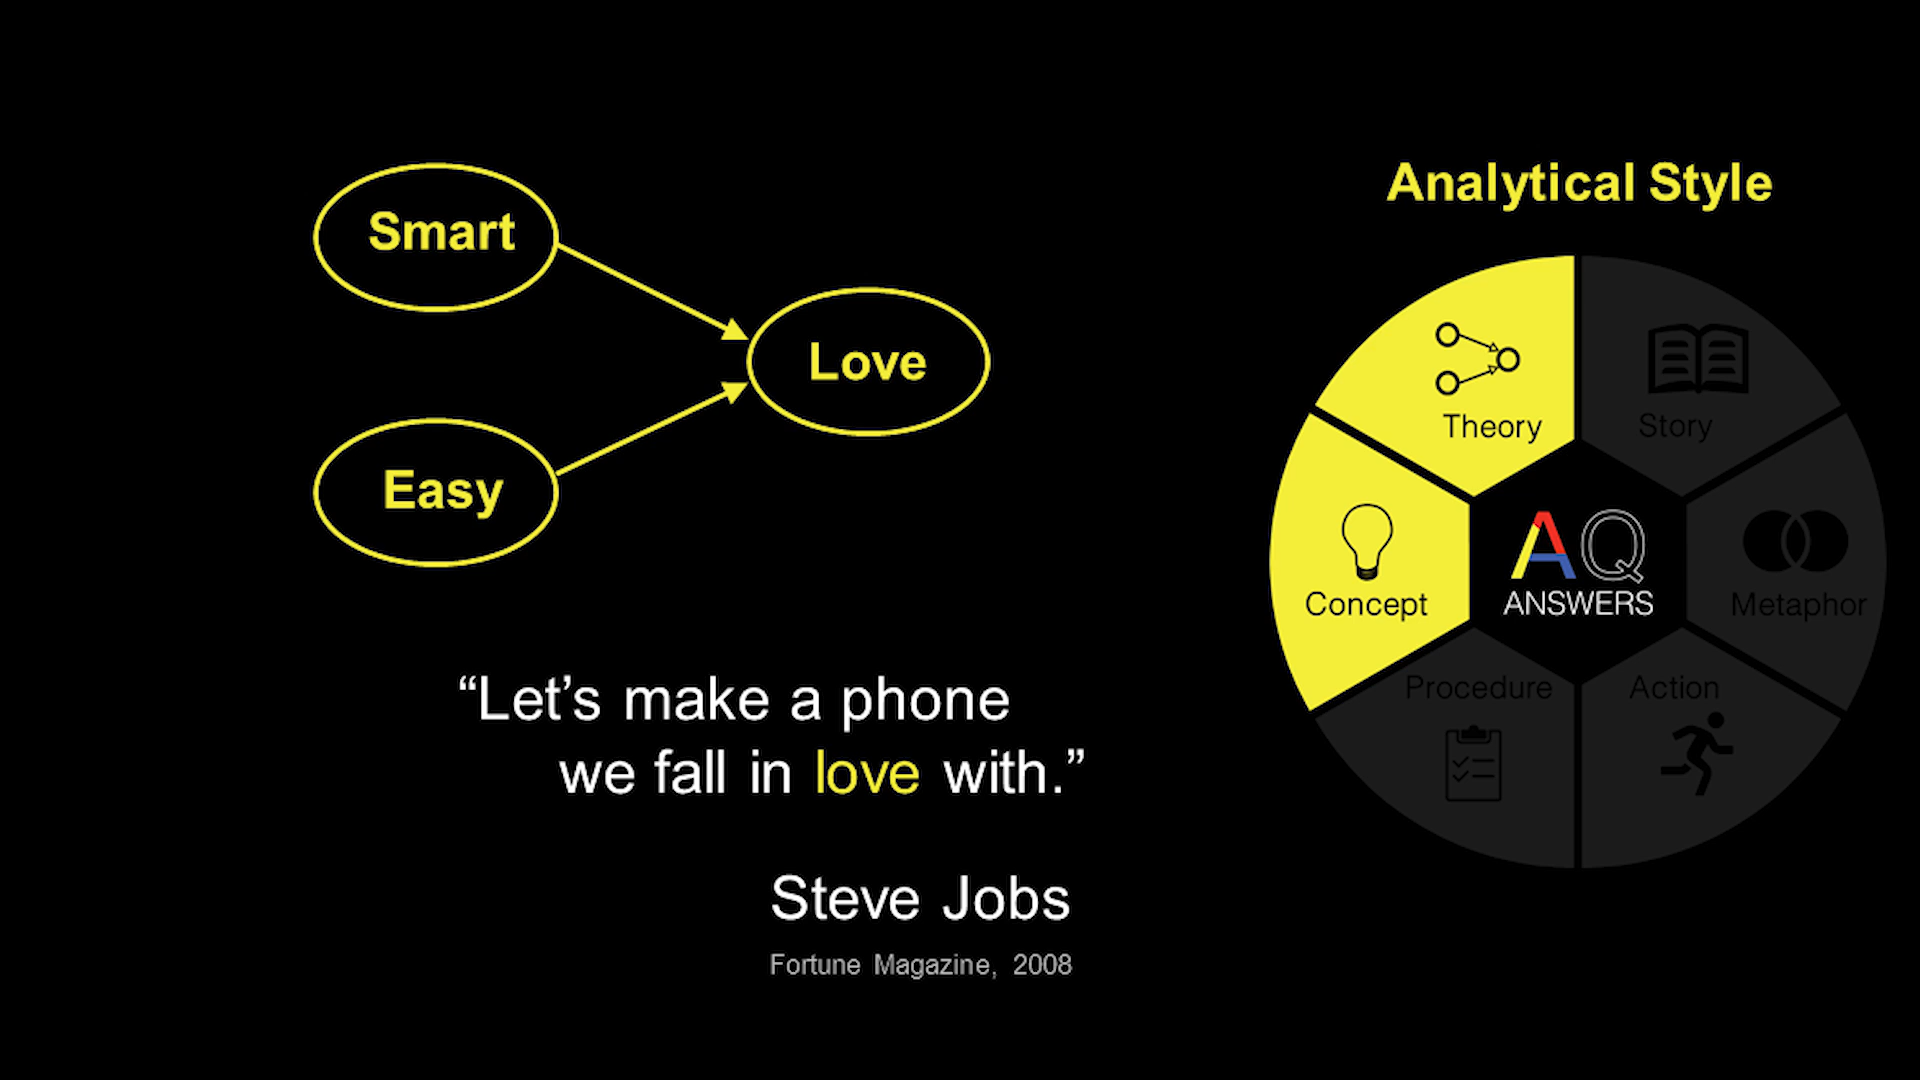 Smart
Easy
Love
“Let’s make a phone
we fall in love with.”
Steve Jobs
Fortune Magazine, 2008
Analytical Style
Theory
Story
Concept
AQ
ANSWERS
Metaphor
Procedure
Action